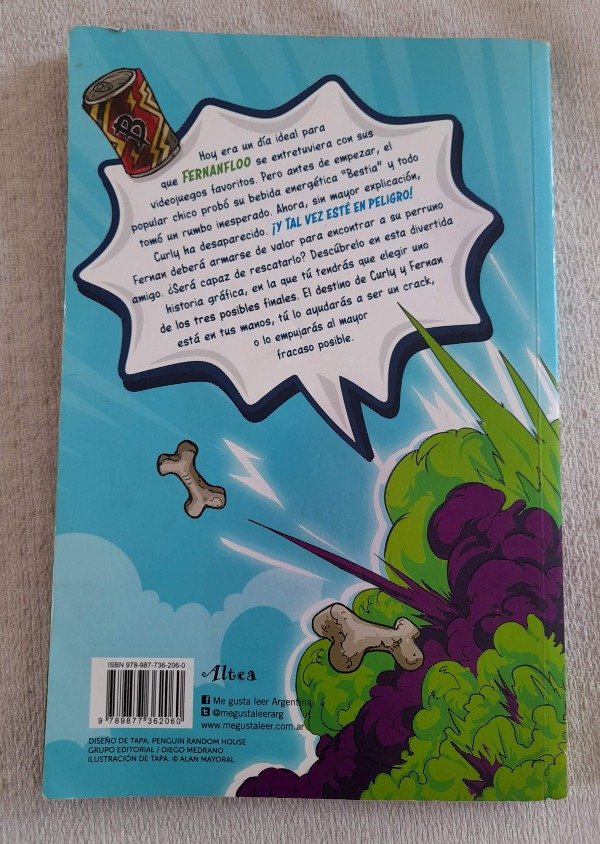 Hoy era un día ideal para
que FERNANFLOO se entretuviera con sus
videojuegos favoritos. Pero antes de empezar, el
popular chico probó su bebida energética "Bestia" y todo
tomó un rumbo inesperado. Ahora, sin mayor explicación,
Curly ha desaparecido. ¡Y TAL VEZ ESTÉ EN PELIGRO!
Fernan deberá armarse de valor para encontrar a su perruno
amigo. ¿Será capaz de rescatarlo? Descúbrelo en esta divertida
historia gráfica, en la que tú tendrás que elegir uno
de los tres posibles finales. El destino de Curly y Fernan
está en tus manos, tú lo ayudarás a ser un crack,
o lo empujarás al mayor
fracaso posible.
ISBN 978-987-736-206-0
9 789877 362060
Altea
Me gusta leer Argentina
@megustaleerarg
www.megustaleer.com.ar
DISEÑO DE TAPA: PENGUIN RANDOM HOUSE
GRUPO EDITORIAL / DIEGO MEDRANO
ILUSTRACIÓN DE TAPA: © ALAN MAYORAL